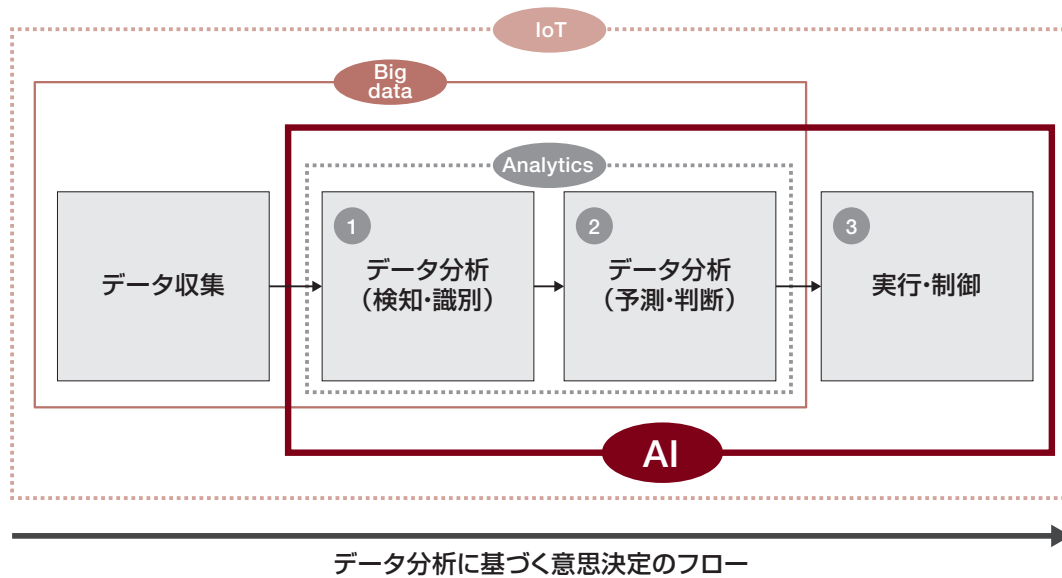 IoT
Big
data
Analytics
データ収集
1
データ分析
（検知・識別）
2
データ分析
（予測・判断）
3
実行・制御
AI
データ分析に基づく意思決定のフロー